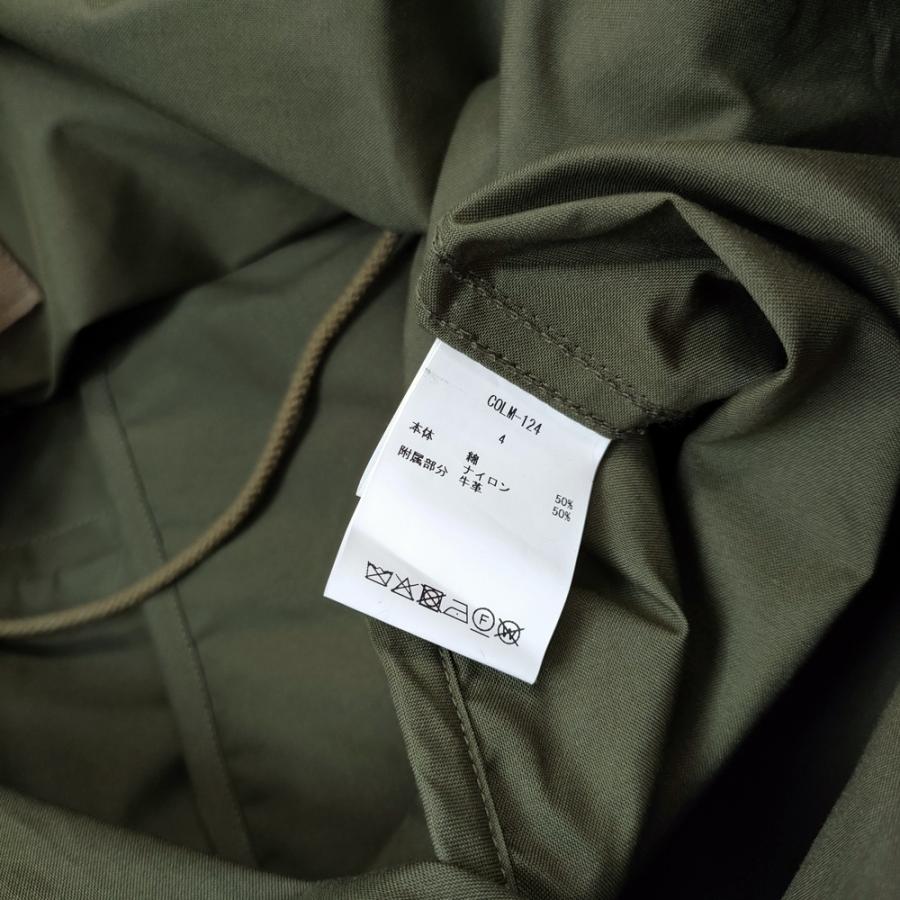 COLM-124
4
本体 綿 50%
ナイロン 50%
附属部分 牛革
F
W